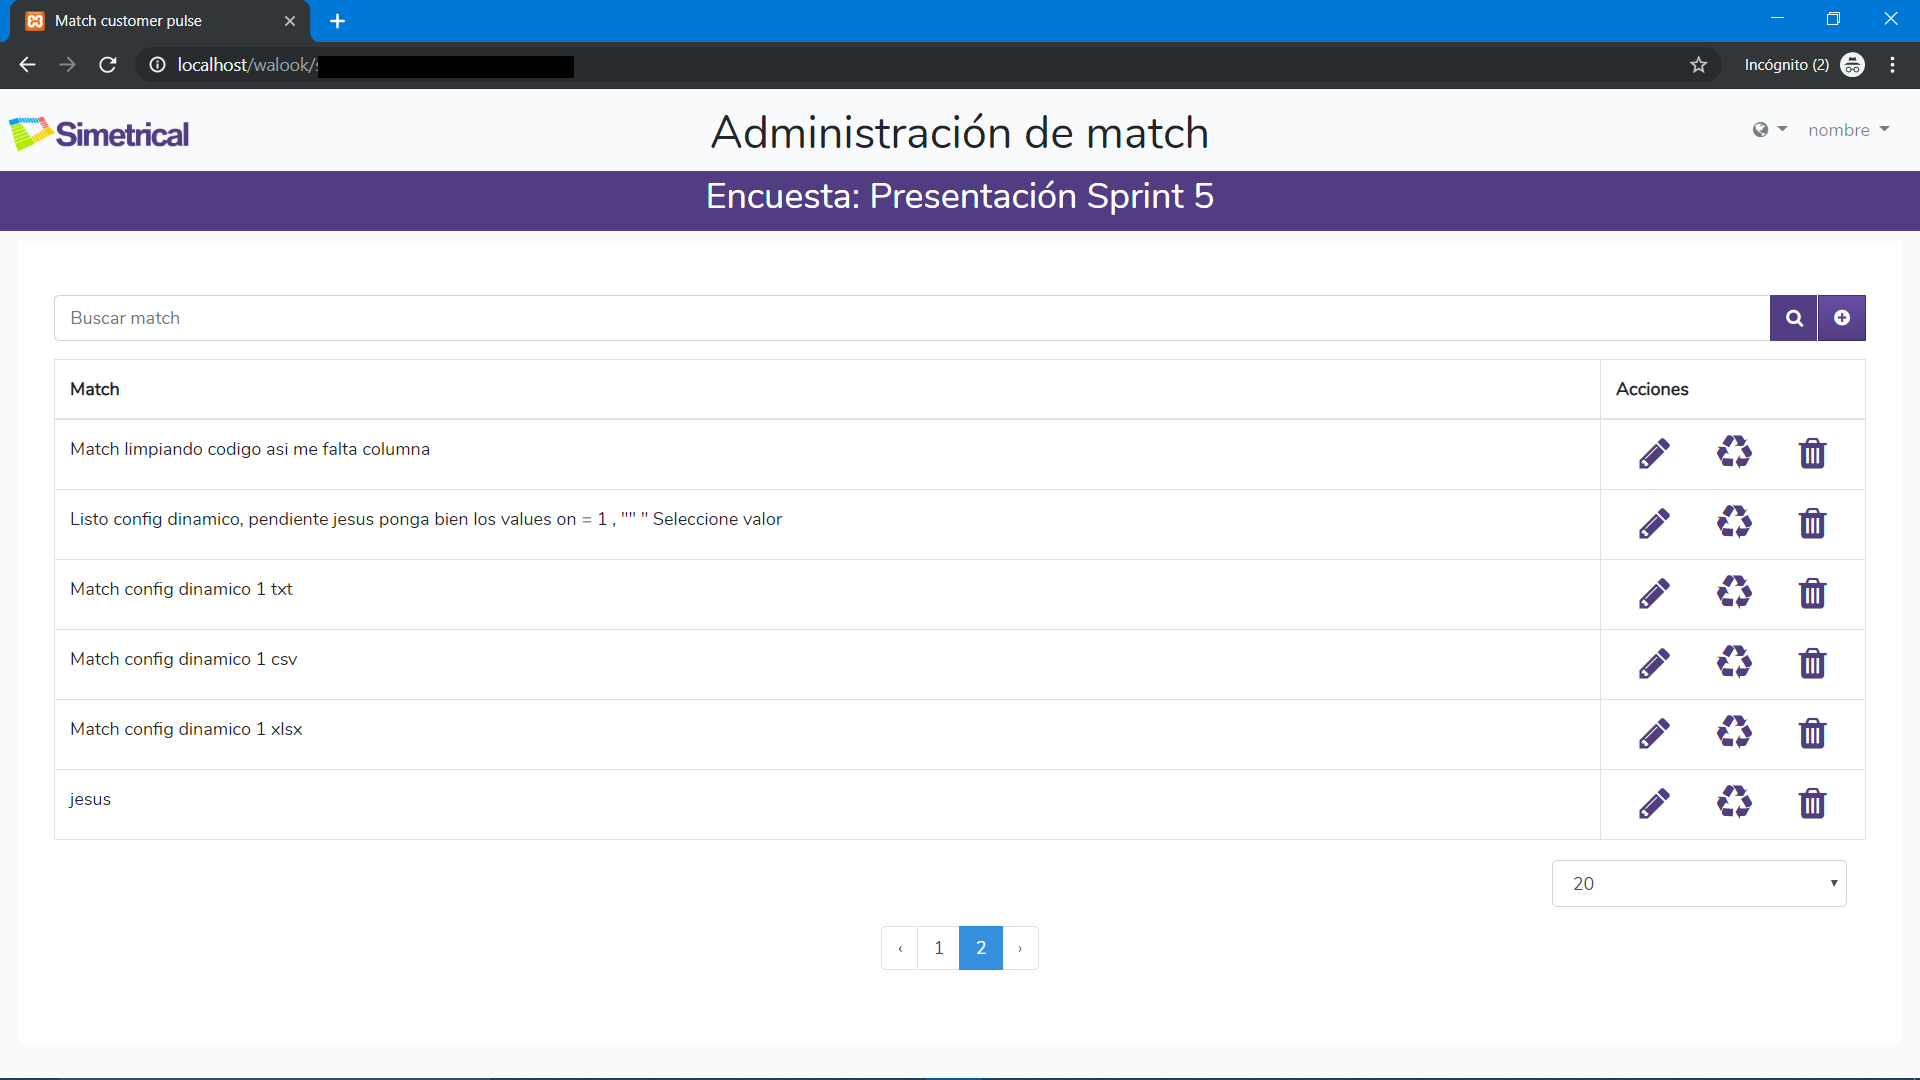 Match customer pulse
localhost/walook/s
Incógnito (2)
Simetrical
Administración de match
nombre
Encuesta: Presentación Sprint 5
Buscar match
Match
Acciones
Match limpiando codigo asi me falta columna
Listo config dinamico, pendiente jesus ponga bien los values on = 1 , "" " Seleccione valor
Match config dinamico 1 txt
Match config dinamico 1 csv
Match config dinamico 1 xlsx
jesus
20
‹ 1 2 ›